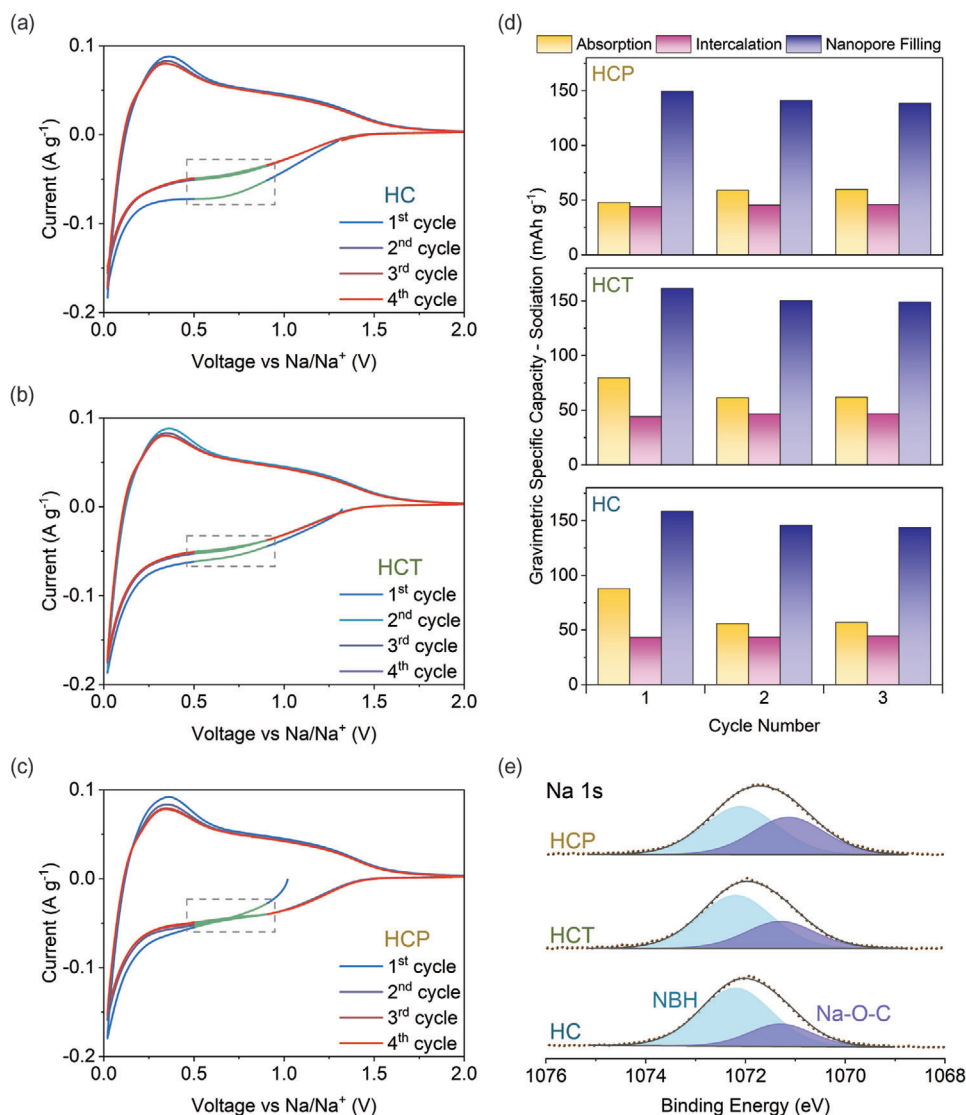 (a)
0.1
0.0
-0.1
-0.2
Current (A g⁻¹)
HC
1st cycle
2nd cycle
3rd cycle
4th cycle
0.0 0.5 1.0 1.5 2.0
Voltage vs Na/Na⁺ (V)
(b)
0.1
0.0
-0.1
-0.2
Current (A g⁻¹)
HCT
1st cycle
2nd cycle
3rd cycle
4th cycle
0.0 0.5 1.0 1.5 2.0
Voltage vs Na/Na⁺ (V)
(c)
0.1
0.0
-0.1
-0.2
Current (A g⁻¹)
HCP
1st cycle
2nd cycle
3rd cycle
4th cycle
0.0 0.5 1.0 1.5 2.0
Voltage vs Na/Na⁺ (V)
(d)
Absorption Intercalation Nanopore Filling
Gravimetric Specific Capacity - Sodiation (mAh g⁻¹)
HCP
150
100
50
0
HCT
150
100
50
0
HC
150
100
50
0
1 2 3
Cycle Number
(e)
Na 1s
HCP
HCT
NBH Na-O-C
HC
1076 1074 1072 1070 1068
Binding Energy (eV)